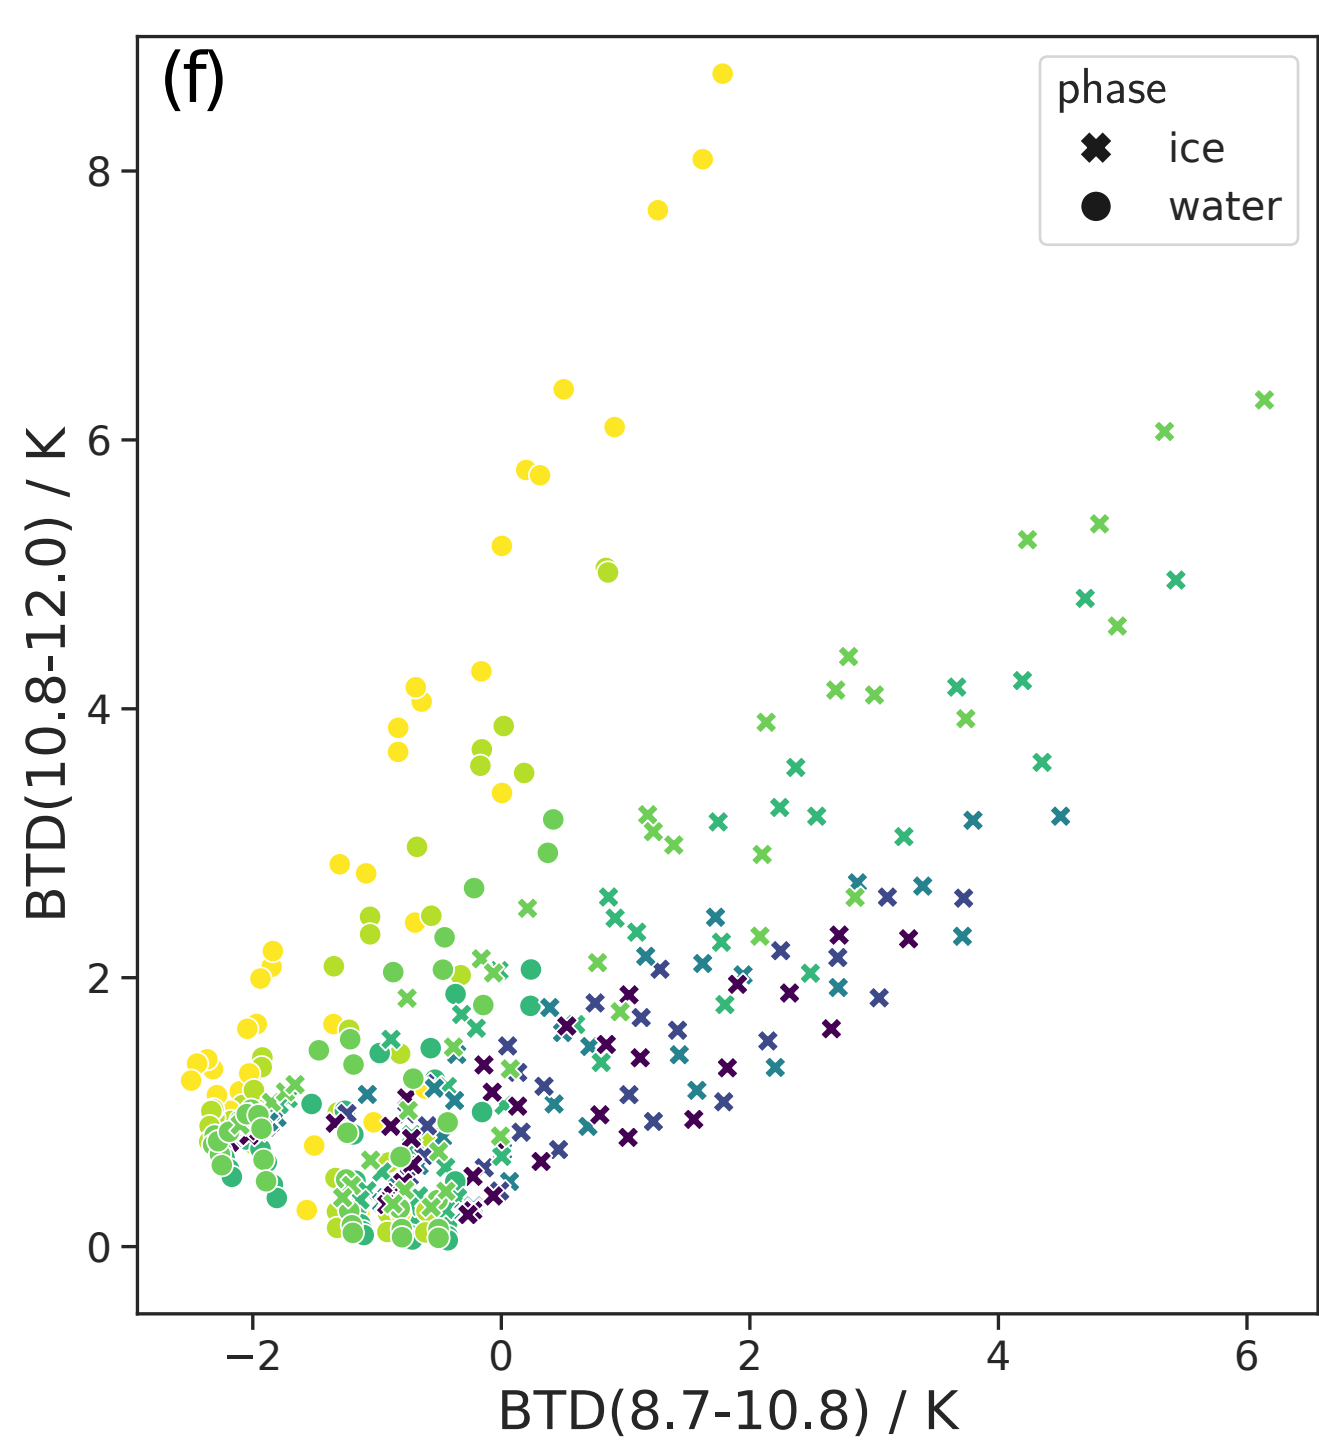 (f)
phase
ice
water
8
6
4
2
0
−2 0 2 4 6
BTD(10.8-12.0) / K
BTD(8.7-10.8) / K